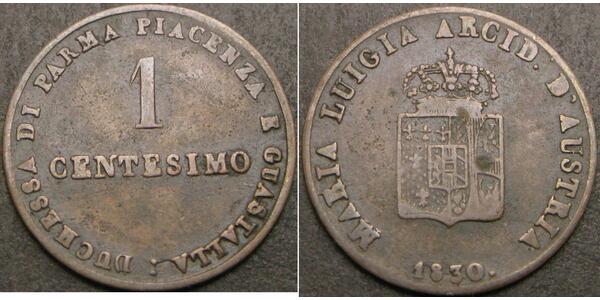 DUCHESSA DI PARMA PIACENZA E GUASTALLA:
1
CENTESIMO
MARIA LUIGIA ARCID. D'AUSTRIA
1830.